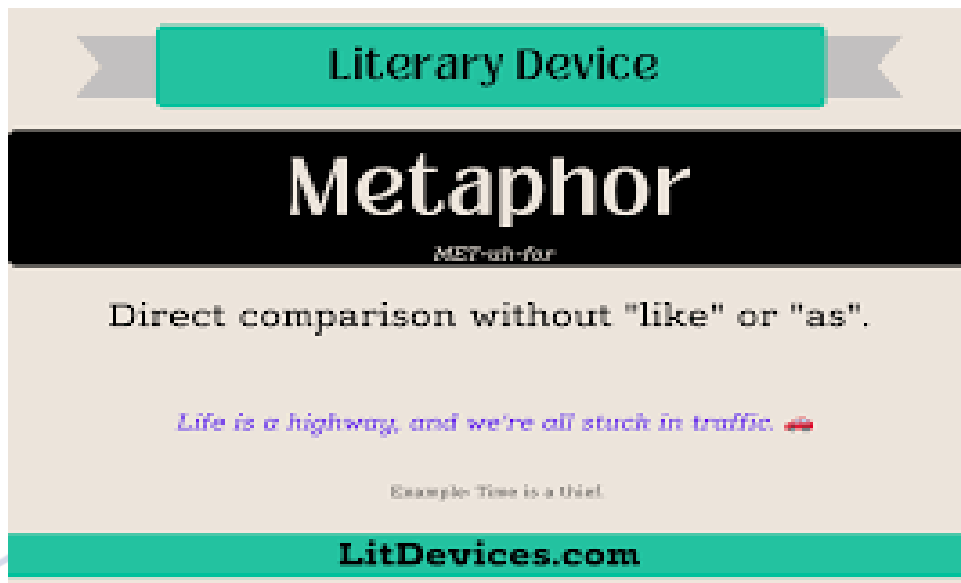 Literary Device
Metaphor
MET-uh-for
Direct comparison without "like" or "as".
Life is a highway, and we're all stuck in traffic. 🚗
Example: Time is a thief.
LitDevices.com